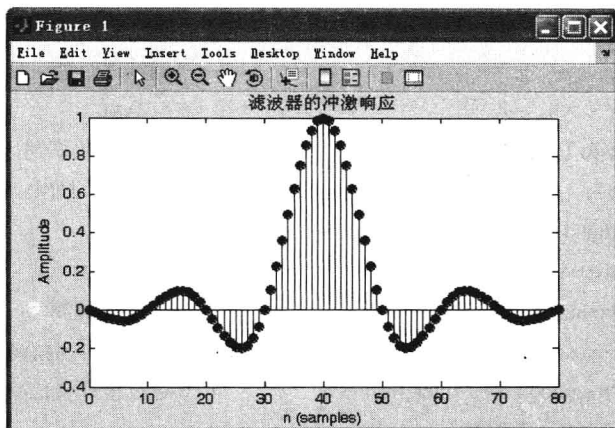 Figure 1
File Edit View Insert Tools Desktop Window Help
滤波器的冲激响应
1
0.8
0.6
0.4
0.2
0
-0.2
-0.4
Amplitude
0 10 20 30 40 50 60 70 80
n (samples)